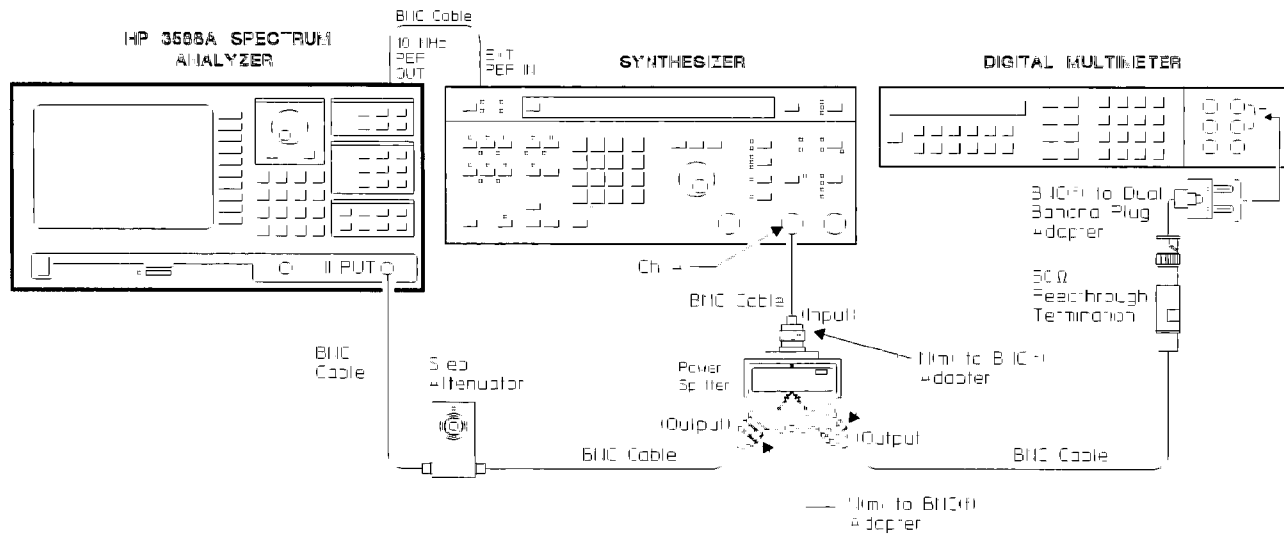 BNC Cable
HP 3588A SPECTRUM
ANALYZER
10 MHz
REF
OUT
EXT
REF IN
SYNTHESIZER
DIGITAL MULTIMETER
BNC(f) to Dual
Banana Plug
Adapter
INPUT
Ch
BNC Cable
(Input)
50Ω
Feedthrough
Termination
BNC
Cable
Step
Attenuator
Power
Splitter
N(m) to BNC(f)
Adapter
(Output)
(Output
BNC Cable
BNC Cable
N(m) to BNC(f)
Adapter